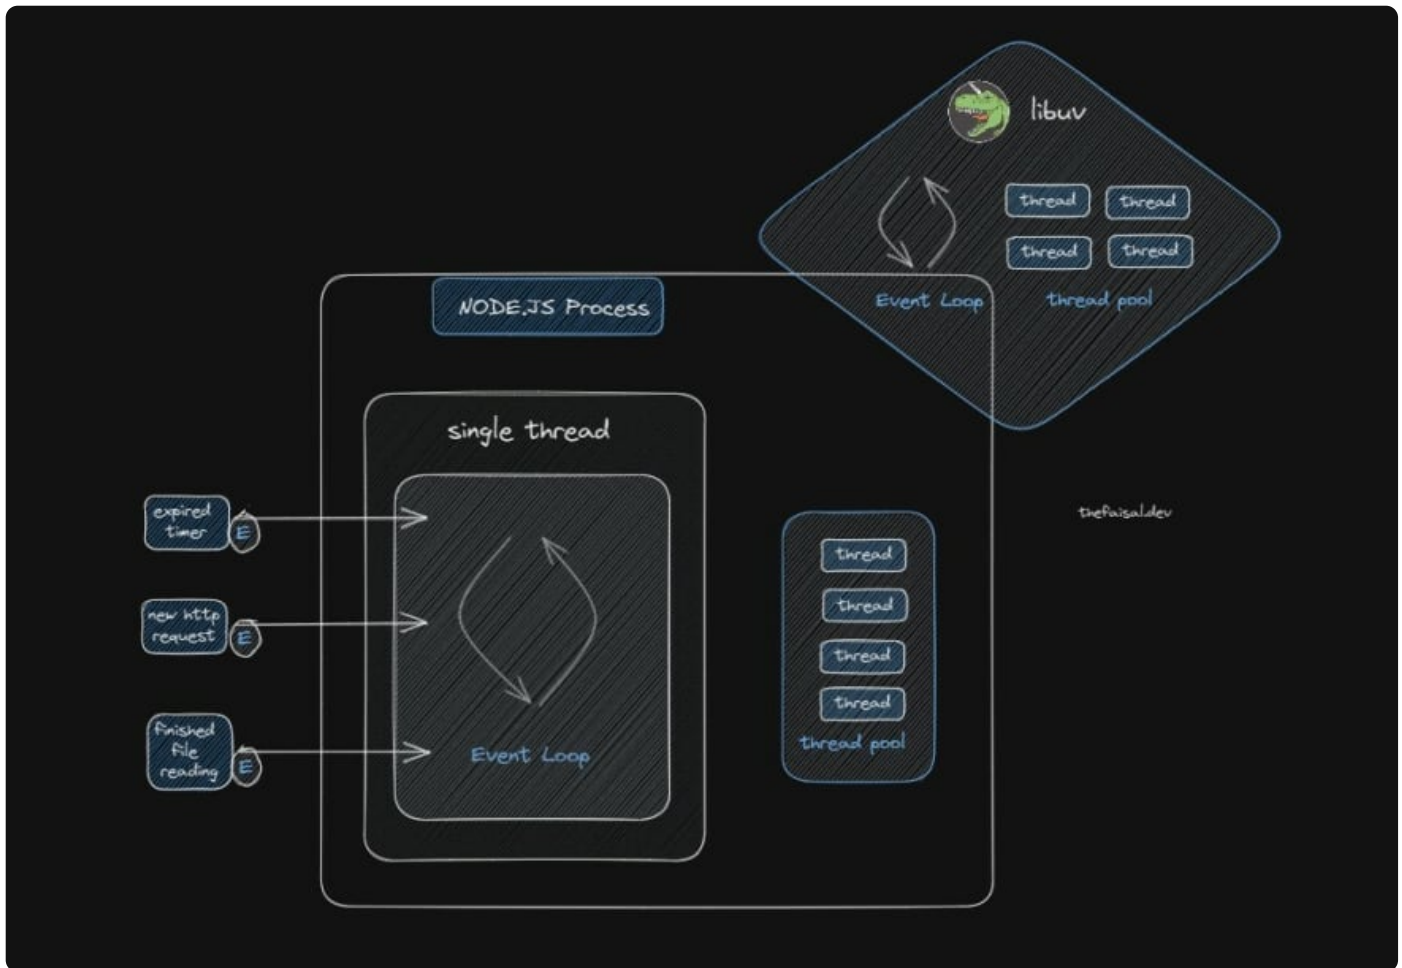 libuv
thread
thread
thread
thread
Event Loop
thread pool
NODE.JS Process
single thread
expired
timer
E
new http
request
E
finished
file
reading
E
Event Loop
thread
thread
thread
thread
thread pool
thefaisal.dev